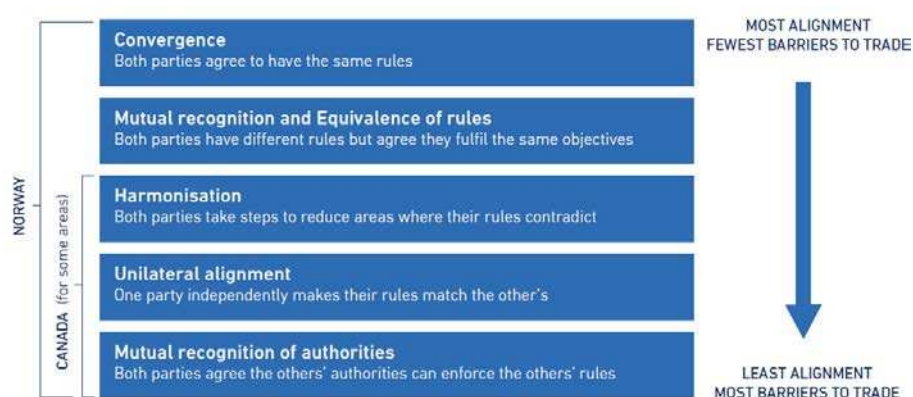 MOST ALIGNMENT
FEWEST BARRIERS TO TRADE
Convergence
Both parties agree to have the same rules
Mutual recognition and Equivalence of rules
Both parties have different rules but agree they fulfil the same objectives
Harmonisation
Both parties take steps to reduce areas where their rules contradict
Unilateral alignment
One party independently makes their rules match the other's
Mutual recognition of authorities
Both parties agree the others' authorities can enforce the others' rules
NORWAY
CANADA (for some areas)
LEAST ALIGNMENT
MOST BARRIERS TO TRADE